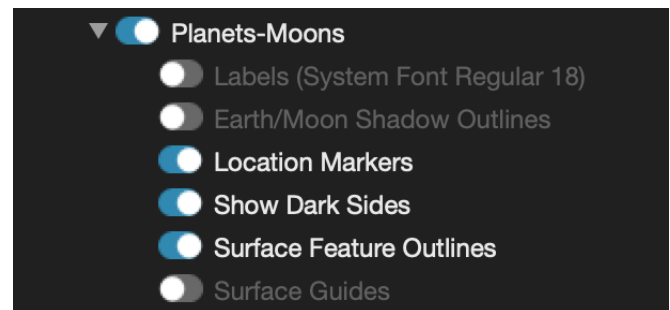 Planets-Moons
Labels (System Font Regular 18)
Earth/Moon Shadow Outlines
Location Markers
Show Dark Sides
Surface Feature Outlines
Surface Guides